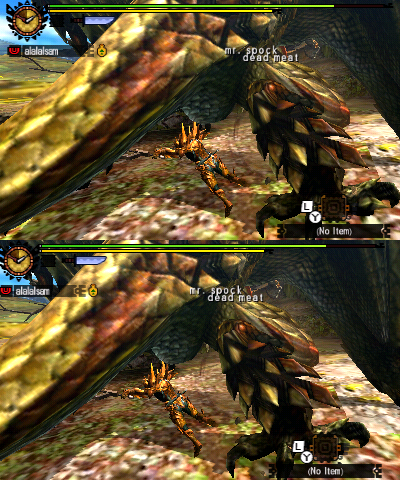 mr. spock
dead meat
alalalsam
L
Y
(No Item)
mr. spock
dead meat
alalalsam
L
Y
(No Item)